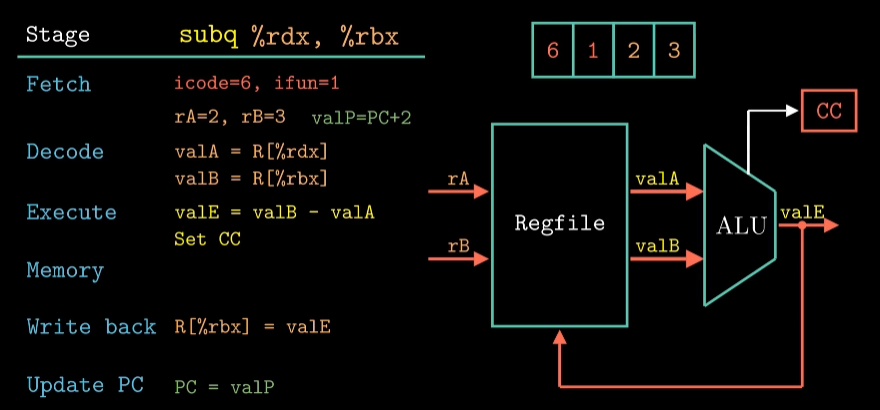 Stage subq %rdx, %rbx
Fetch icode=6, ifun=1
rA=2, rB=3 valP=PC+2
Decode valA = R[%rdx]
valB = R[%rbx]
Execute valE = valB - valA
Set CC
Memory
Write back R[%rbx] = valE
Update PC PC = valP
6 1 2 3
CC
rA valA
rB valB
Regfile
ALU
valE